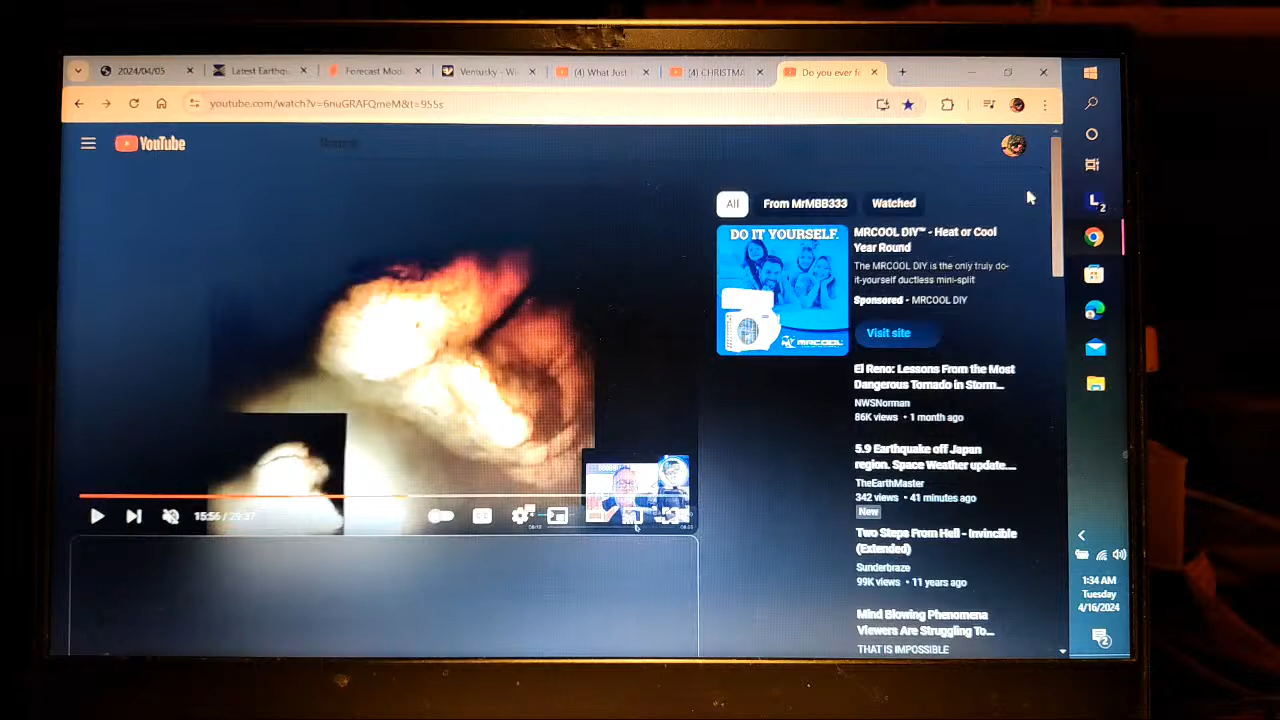 2024/04/05
Latest Earthqu
Forecast Mode
Ventusky - Wi
(4) What Just
(4) CHRISTMA
Do you ever f
youtube.com/watch?v=6nuGRAFQmeM&t=955s
YouTube
All
From MrMBB333
Watched
DO IT YOURSELF.
MRCOOL
MRCOOL DIY™ - Heat or Cool
Year Round
The MRCOOL DIY is the only truly do-
it-yourself ductless mini-split
Sponsored • MRCOOL DIY
Visit site
El Reno: Lessons From the Most
Dangerous Tornado in Storm...
NWSNorman
86K views • 1 month ago
5.9 Earthquake off Japan
region. Space Weather update....
TheEarthMaster
342 views • 41 minutes ago
New
Two Steps From Hell - Invincible
(Extended)
Sunderbraze
99K views • 11 years ago
Mind Blowing Phenomena
Viewers Are Struggling To...
THAT IS IMPOSSIBLE
15:56 / 29:37
1:34 AM
Tuesday
4/16/2024
2